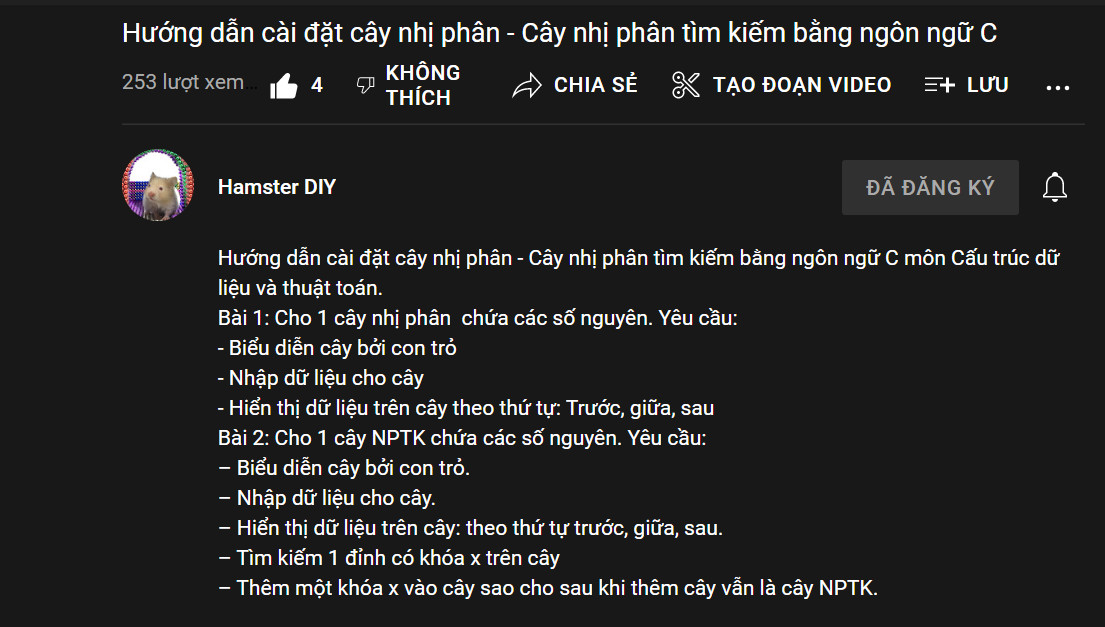 Hướng dẫn cài đặt cây nhị phân - Cây nhị phân tìm kiếm bằng ngôn ngữ C
253 lượt xem... 4 KHÔNG THÍCH CHIA SẺ TẠO ĐOẠN VIDEO LƯU ...
Hamster DIY
ĐÃ ĐĂNG KÝ
Hướng dẫn cài đặt cây nhị phân - Cây nhị phân tìm kiếm bằng ngôn ngữ C môn Cấu trúc dữ
liệu và thuật toán.
Bài 1: Cho 1 cây nhị phân  chứa các số nguyên. Yêu cầu:
- Biểu diễn cây bởi con trỏ
- Nhập dữ liệu cho cây
- Hiển thị dữ liệu trên cây theo thứ tự: Trước, giữa, sau
Bài 2: Cho 1 cây NPTK chứa các số nguyên. Yêu cầu:
– Biểu diễn cây bởi con trỏ.
– Nhập dữ liệu cho cây.
– Hiển thị dữ liệu trên cây: theo thứ tự trước, giữa, sau.
– Tìm kiếm 1 đỉnh có khóa x trên cây
– Thêm một khóa x vào cây sao cho sau khi thêm cây vẫn là cây NPTK.